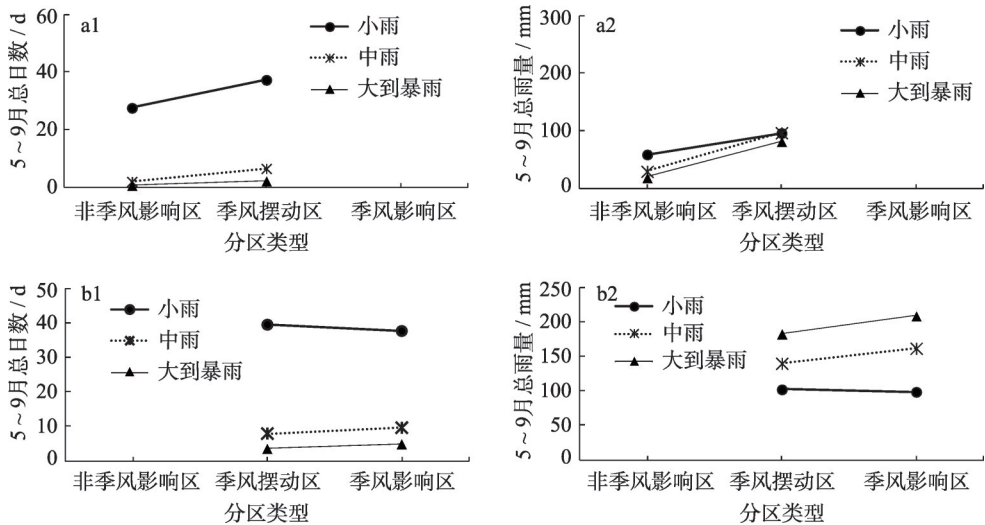 5~9月总日数 / d
60
40
20
0
a1
小雨
中雨
大到暴雨
非季风影响区
季风摆动区
季风影响区
分区类型
5~9月总雨量 / mm
300
200
100
0
a2
小雨
中雨
大到暴雨
非季风影响区
季风摆动区
季风影响区
分区类型
5~9月总日数 / d
50
40
30
20
10
0
b1
小雨
中雨
大到暴雨
非季风影响区
季风摆动区
季风影响区
分区类型
5~9月总雨量 / mm
250
200
150
100
50
0
b2
小雨
中雨
大到暴雨
非季风影响区
季风摆动区
季风影响区
分区类型